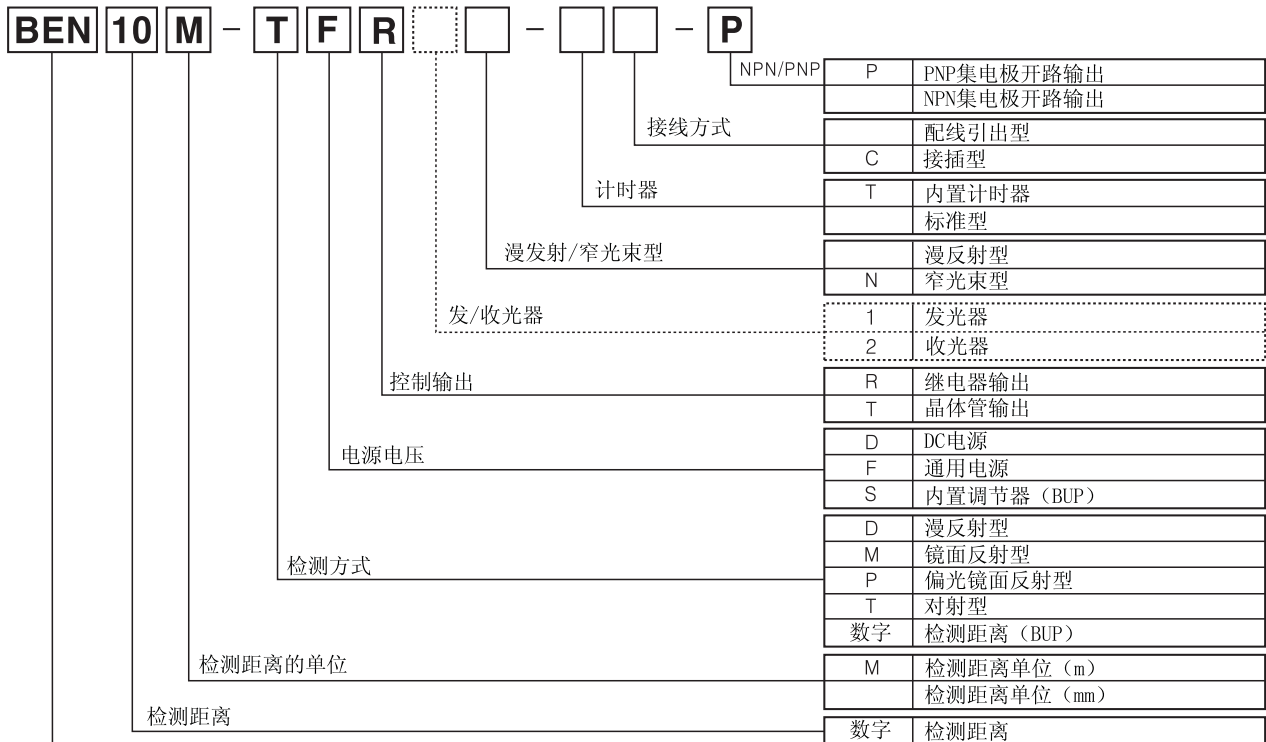 BEN 10 M - T F R - - P
NPN/PNP P PNP集电极开路输出
NPN集电极开路输出
接线方式 配线引出型
C 接插型
计时器 T 内置计时器
标准型
漫发射/窄光束型 漫反射型
N 窄光束型
发/收光器 1 发光器
2 收光器
控制输出 R 继电器输出
T 晶体管输出
电源电压 D DC电源
F 通用电源
S 内置调节器（BUP）
检测方式 D 漫反射型
M 镜面反射型
P 偏光镜面反射型
T 对射型
数字 检测距离（BUP）
检测距离的单位 M 检测距离单位（m）
检测距离单位（mm）
检测距离 数字 检测距离